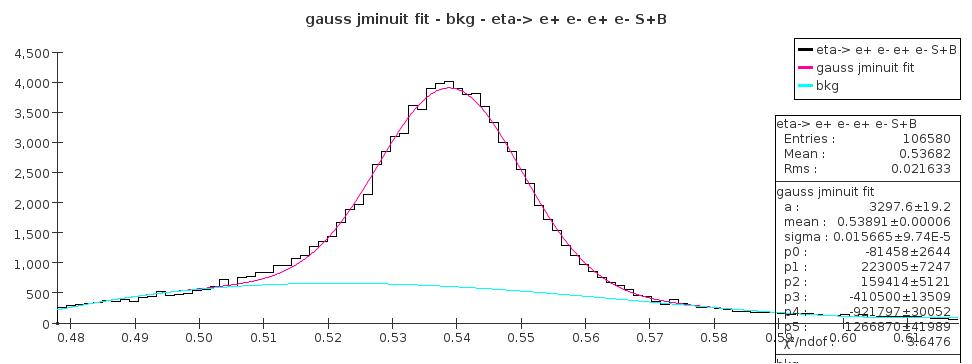 gauss jminuit fit - bkg - eta-> e+ e- e+ e- S+B
eta-> e+ e- e+ e- S+B
gauss jminuit fit
bkg
eta-> e+ e- e+ e- S+B
Entries : 106580
Mean : 0.53682
Rms : 0.021633
gauss jminuit fit
a : 3297.6±19.2
mean : 0.53891±0.00006
sigma : 0.015665±9.74E-5
p0 : -81458±2644
p1 : 223005±7247
p2 : 159414±5121
p3 : -410500±13509
p4 : -921797±30052
p5 : 1266870±41989
χ²/ndof : 3.6476
4,500
4,000
3,500
3,000
2,500
2,000
1,500
1,000
500
0
0.48 0.49 0.50 0.51 0.52 0.53 0.54 0.55 0.56 0.57 0.58 0.59 0.60 0.61